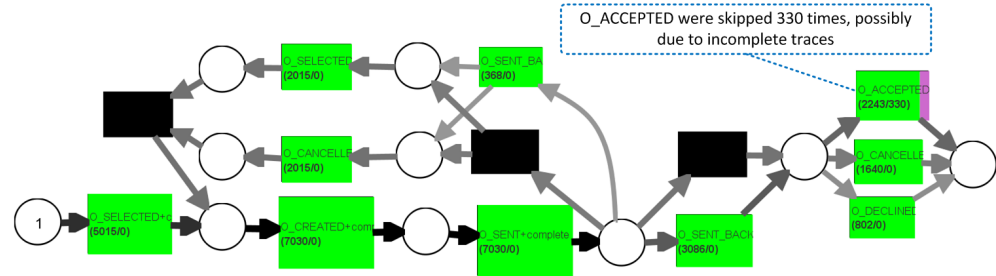 O_ACCEPTED were skipped 330 times, possibly
due to incomplete traces
O_SELECTED
(2015/0)
O_SENT_BA
(368/0)
O_ACCEPTED
(2243/330)
O_CANCELLE
(2015/0)
O_CANCELLE
(1640/0)
1
O_SELECTED+c
(5015/0)
O_CREATED+com
(7030/0)
O_SENT+complete
(7030/0)
O_SENT_BACK
(3086/0)
O_DECLINED
(802/0)